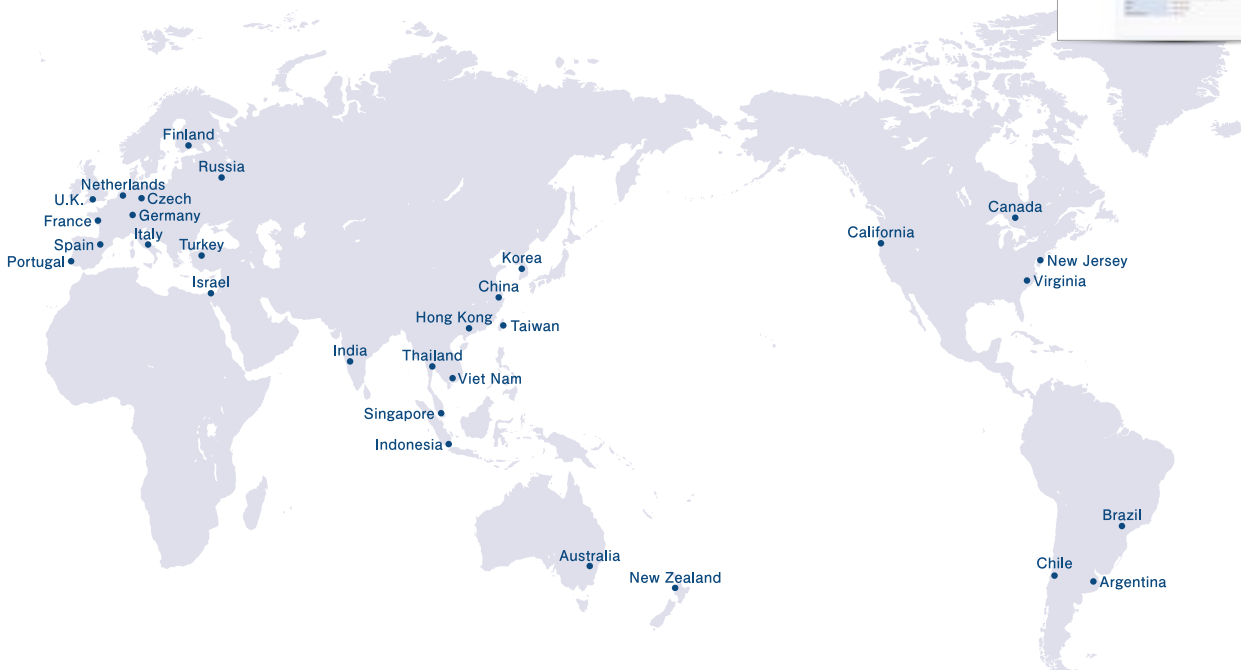 Finland
Russia
Netherlands
U.K.
Czech
France
Germany
Italy
Spain
Turkey
Portugal
Israel
Korea
China
Hong Kong
Taiwan
India
Thailand
Viet Nam
Singapore
Indonesia
Australia
New Zealand
Canada
California
New Jersey
Virginia
Brazil
Chile
Argentina